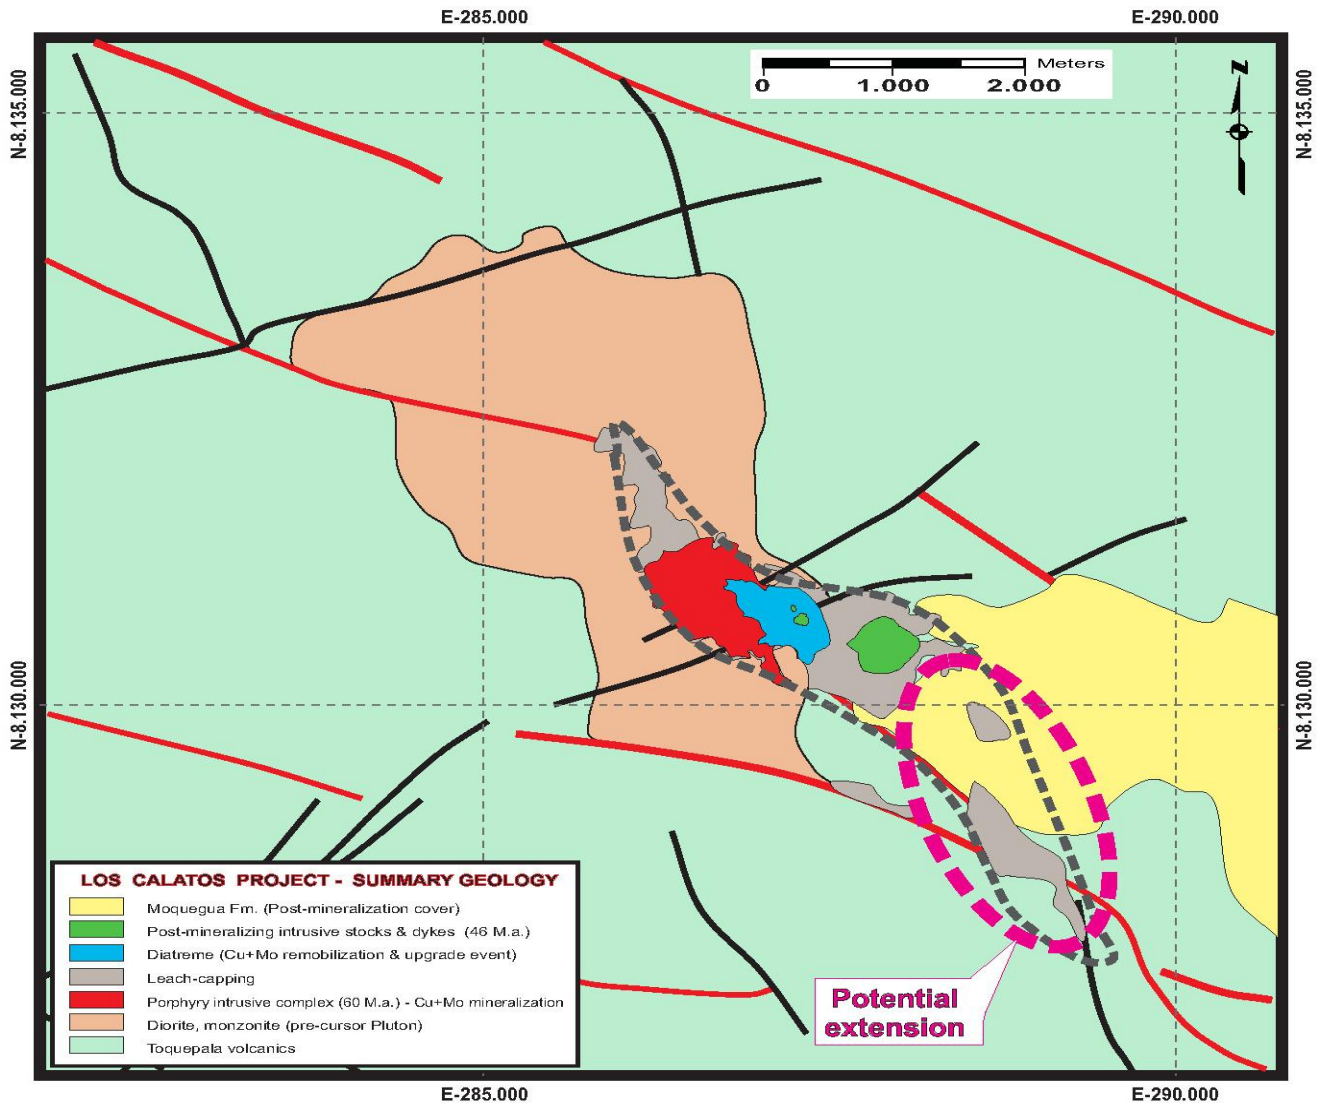 E-285.000 E-290.000
N-8.135.000 N-8.135.000
Meters
0 1.000 2.000
N
N-8.130.000 N-8.130.000
LOS CALATOS PROJECT - SUMMARY GEOLOGY
Moquegua Fm. (Post-mineralization cover)
Post-mineralizing intrusive stocks & dykes (46 M.a.)
Diatreme (Cu+Mo remobilization & upgrade event)
Leach-capping
Porphyry intrusive complex (60 M.a.) - Cu+Mo mineralization
Diorite, monzonite (pre-cursor Pluton)
Toquepala volcanics
Potential
extension
E-285.000 E-290.000